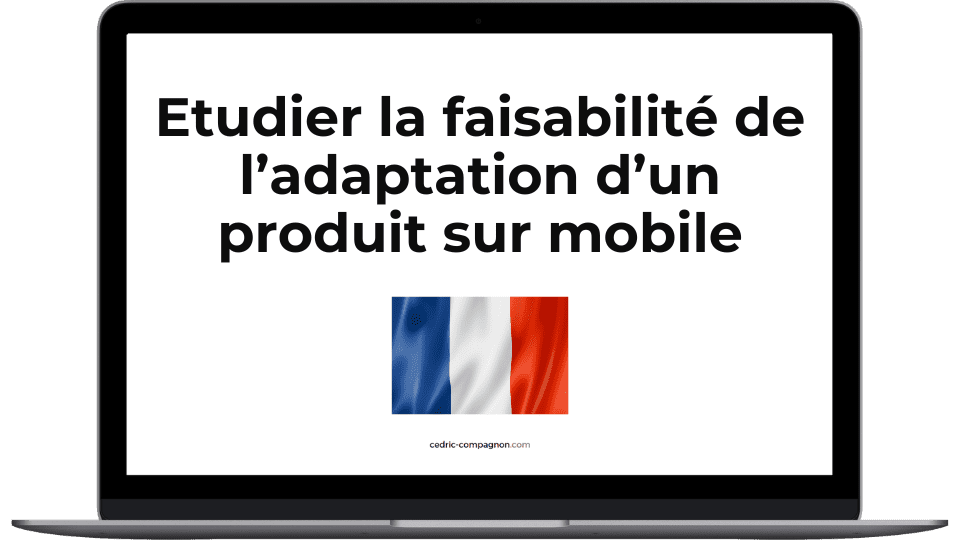 Etudier la faisabilité de
l’adaptation d’un
produit sur mobile
cedric-compagnon.com